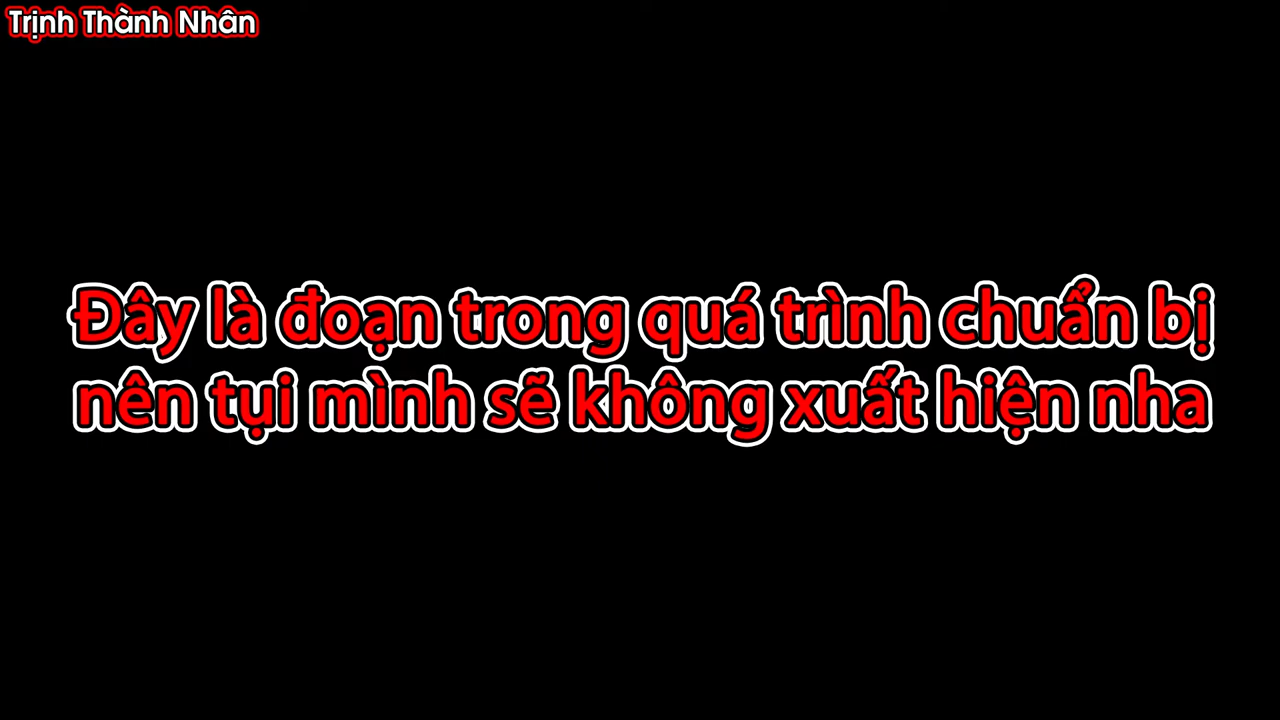 Trịnh Thành Nhân
Đây là đoạn trong quá trình chuẩn bị
nên tụi mình sẽ không xuất hiện nha